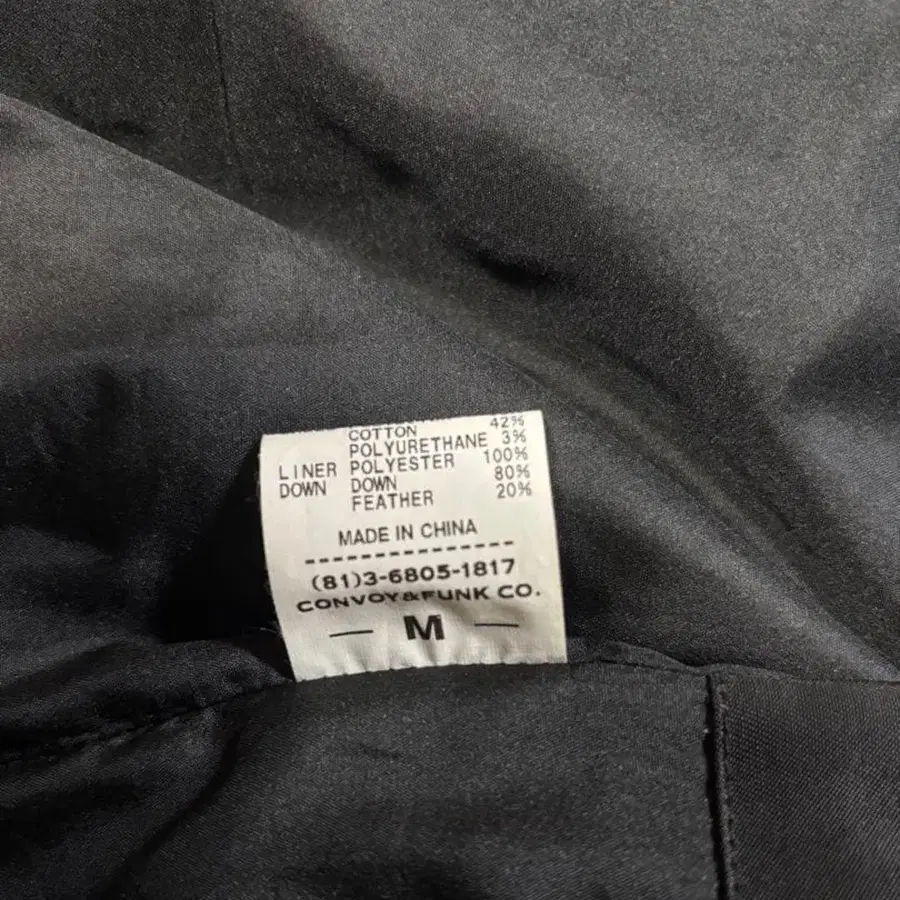 COTTON 42%
POLYURETHANE 3%
LINER POLYESTER 100%
DOWN DOWN 80%
FEATHER 20%
MADE IN CHINA
(81)3-6805-1817
CONVOY&FUNK CO.
— M —